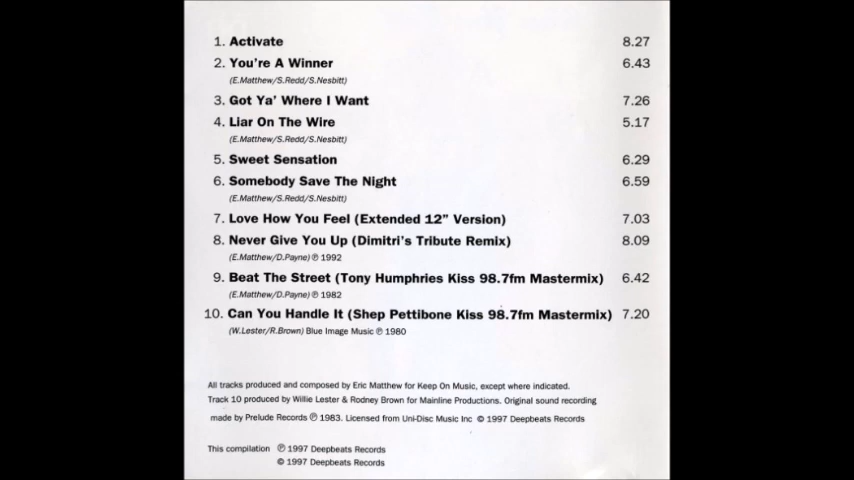 1. Activate 8.27
2. You're A Winner 6.43
(E.Matthew/S.Redd/S.Nesbitt)
3. Got Ya' Where I Want 7.26
4. Liar On The Wire 5.17
(E.Matthew/S.Redd/S.Nesbitt)
5. Sweet Sensation 6.29
6. Somebody Save The Night 6.59
(E.Matthew/S.Redd/S.Nesbitt)
7. Love How You Feel (Extended 12" Version) 7.03
8. Never Give You Up (Dimitri's Tribute Remix) 8.09
(E.Matthew/D.Payne) ℗ 1992
9. Beat The Street (Tony Humphries Kiss 98.7fm Mastermix) 6.42
(E.Matthew/D.Payne) ℗ 1982
10. Can You Handle It (Shep Pettibone Kiss 98.7fm Mastermix) 7.20
(W.Lester/R.Brown) Blue Image Music ℗ 1980
All tracks produced and composed by Eric Matthew for Keep On Music, except where indicated.
Track 10 produced by Willie Lester & Rodney Brown for Mainline Productions. Original sound recording
made by Prelude Records ℗ 1983. Licensed from Uni-Disc Music Inc © 1997 Deepbeats Records
This compilation ℗ 1997 Deepbeats Records
© 1997 Deepbeats Records